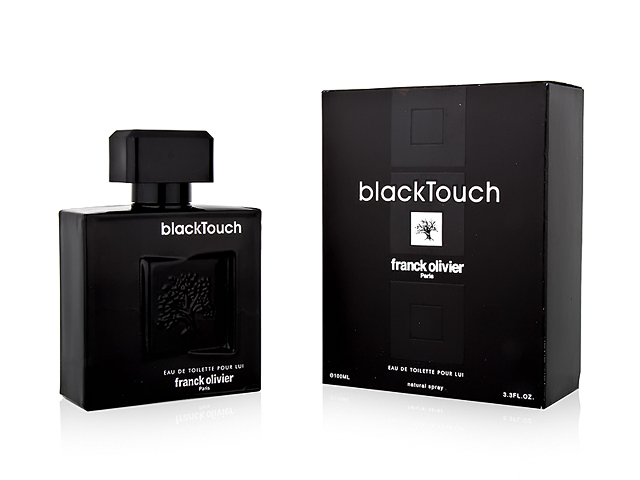 blackTouch
EAU DE TOILETTE POUR LUI
franck olivier
Paris
blackTouch
franck olivier
Paris
EAU DE TOILETTE POUR LUI
℮100ML
natural spray
3.3FL.OZ.